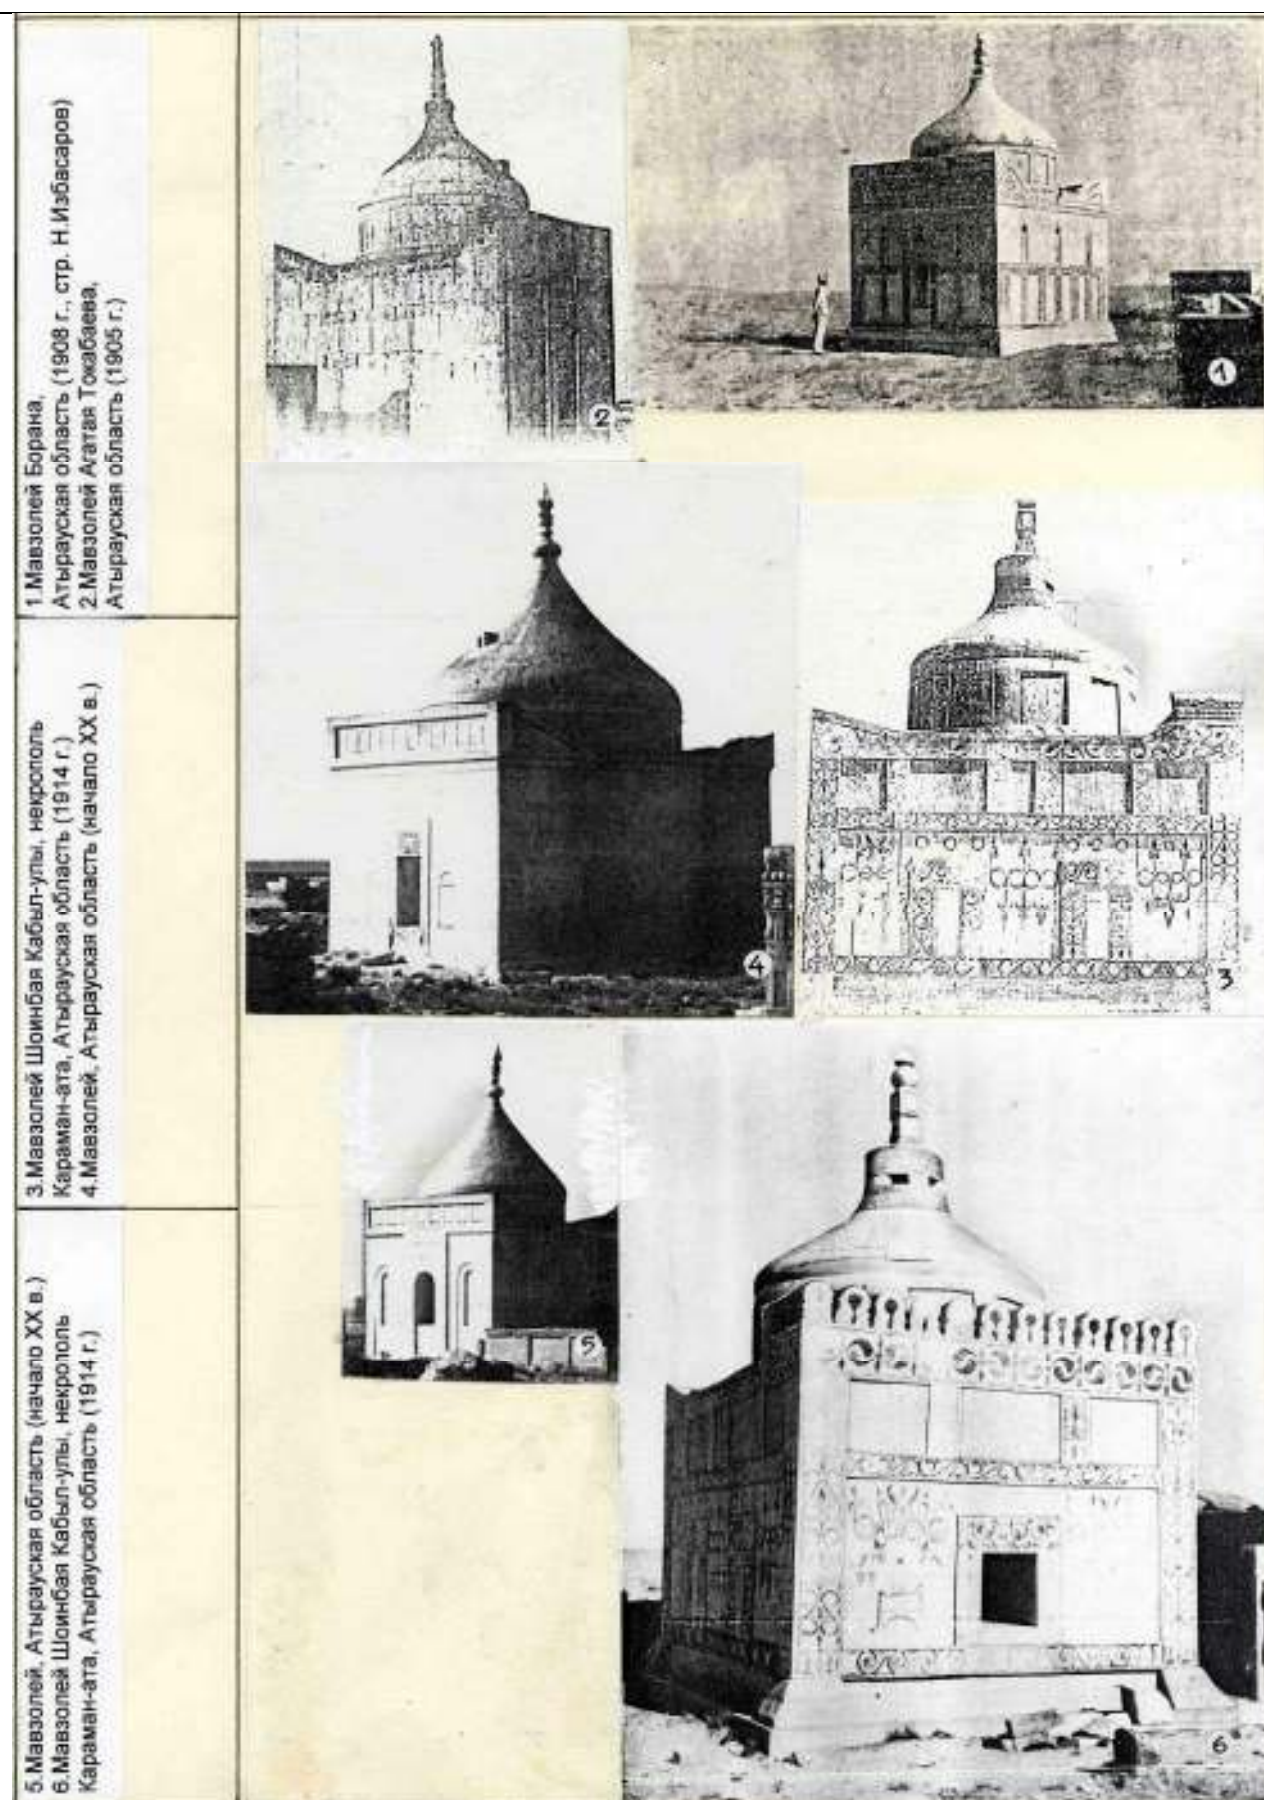 1.Мавзолей Борана,
Атырауская область (1908 г., стр. Н.Избасаров)
2.Мавзолей Агатая Токабаева,
Атырауская область (1905 г.)
3.Мавзолей Шоинбая Кабыл-улы, некрополь
Караман-ата, Атырауская область (1914 г.)
4.Мавзолей, Атырауская область (начало XX в.)
5.Мавзолей, Атырауская область (начало XX в.)
6.Мавзолей Шоинбая Кабыл-улы, некрополь
Караман-ата, Атырауская область (1914 г.)
2
1
4
3
5
6